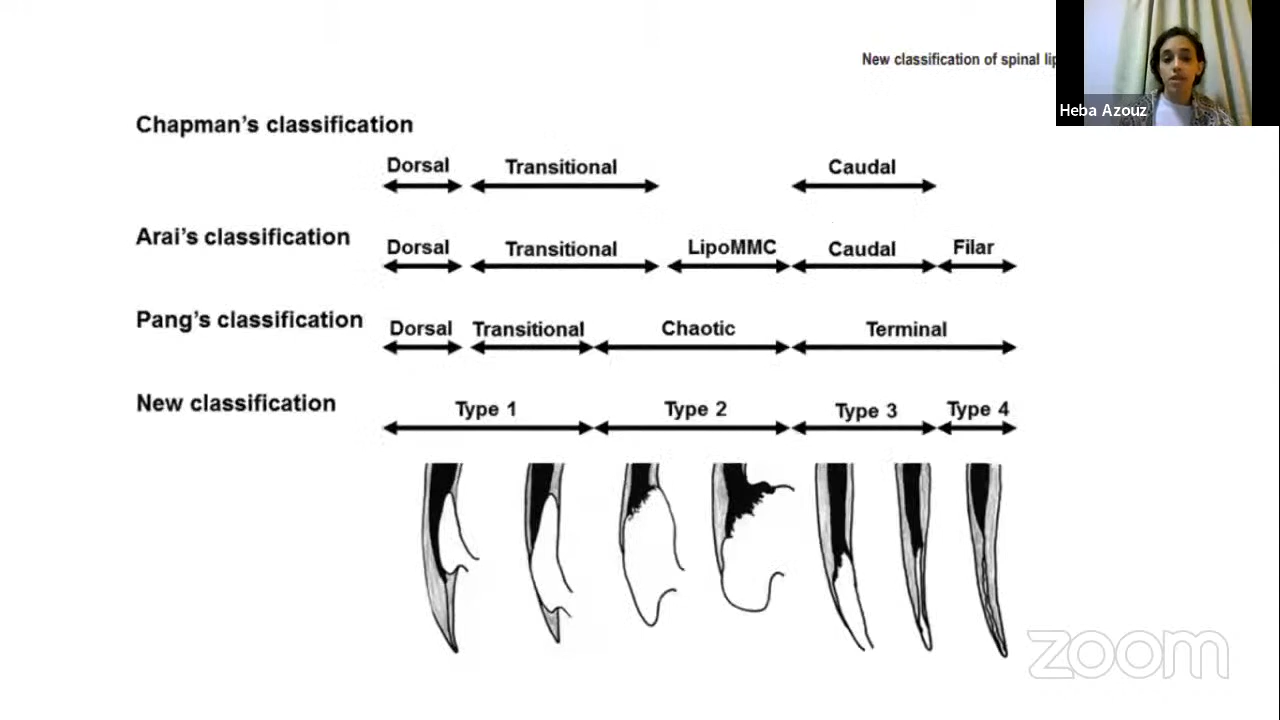 New classification of spinal
Heba Azouz
Chapman's classification
Dorsal Transitional Caudal
Arai's classification
Dorsal Transitional LipoMMC Caudal Filar
Pang's classification
Dorsal Transitional Chaotic Terminal
New classification
Type 1 Type 2 Type 3 Type 4
zoom